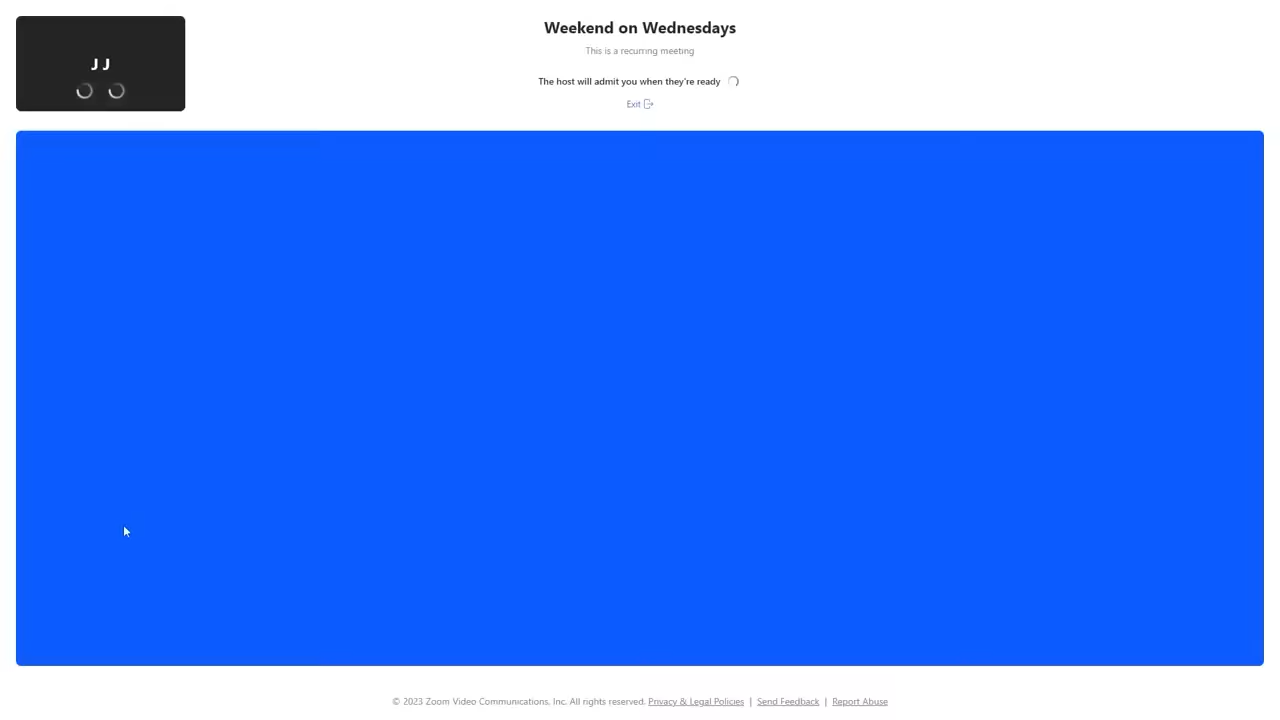 Weekend on Wednesdays
This is a recurring meeting
J J
The host will admit you when they're ready
Exit
© 2023 Zoom Video Communications, Inc. All rights reserved. Privacy & Legal Policies | Send Feedback | Report Abuse